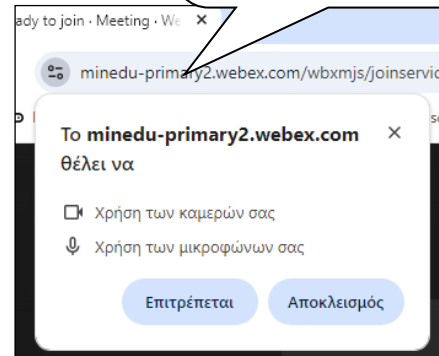 ady to join · Meeting · We
minedu-primary2.webex.com/wbxmjs/joinservic
Το minedu-primary2.webex.com
θέλει να
Χρήση των καμερών σας
Χρήση των μικροφώνων σας
Επιτρέπεται Αποκλεισμός